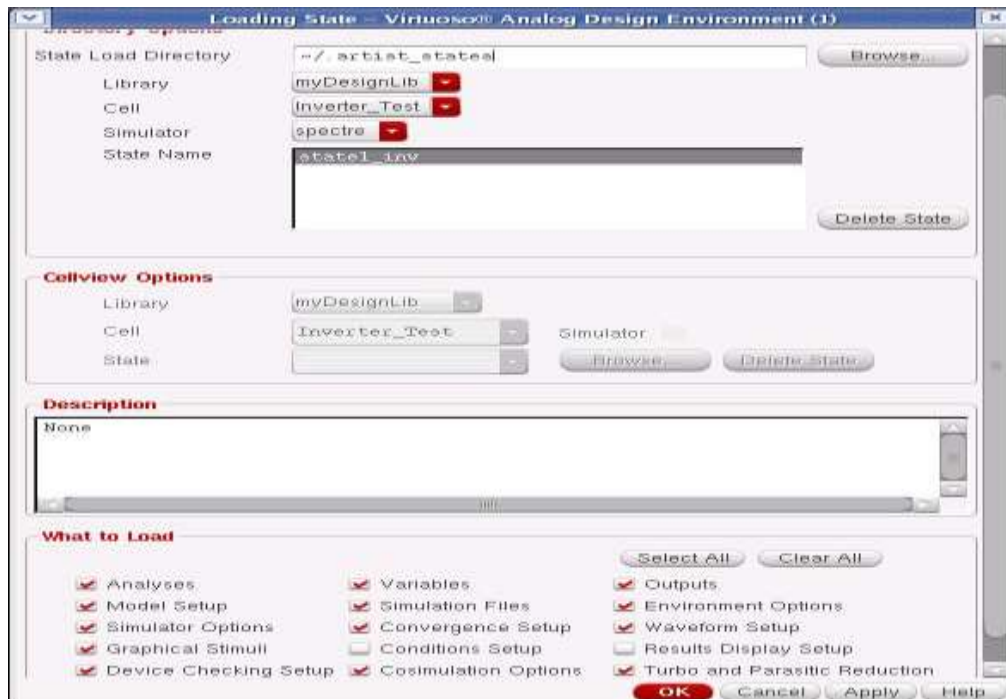 Loading State – Virtuoso® Analog Design Environment (1)
Directory Options
State Load Directory ~/.artist_states Browse...
Library myDesignLib
Cell Inverter_Test
Simulator spectre
State Name state1_inv
Delete State
Cellview Options
Library myDesignLib
Cell Inverter_Test Simulator
State Browse... Delete State
Description
None
What to Load
Select All Clear All
Analyses Variables Outputs
Model Setup Simulation Files Environment Options
Simulator Options Convergence Setup Waveform Setup
Graphical Stimuli Conditions Setup Results Display Setup
Device Checking Setup Cosimulation Options Turbo and Parasitic Reduction
OK Cancel Apply Help